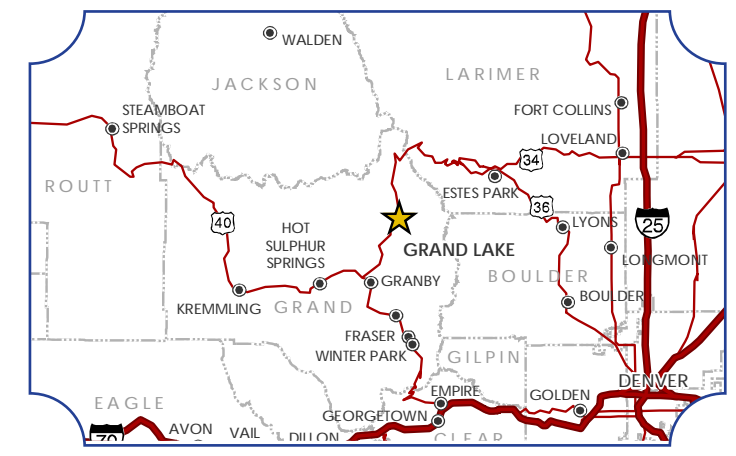 WALDEN
LARIMER
JACKSON
FORT COLLINS
STEAMBOAT
SPRINGS
LOVELAND
34
ROUTT
ESTES PARK
36
40
LYONS
25
HOT
SULPHUR
SPRINGS
GRAND LAKE
LONGMONT
BOULDER
GRANBY
BOULDER
KREMMLING
GRAND
FRASER
WINTER PARK
GILPIN
DENVER
EMPIRE
GOLDEN
EAGLE
GEORGETOWN
AVON
VAIL
DILLON
CLEAR
70